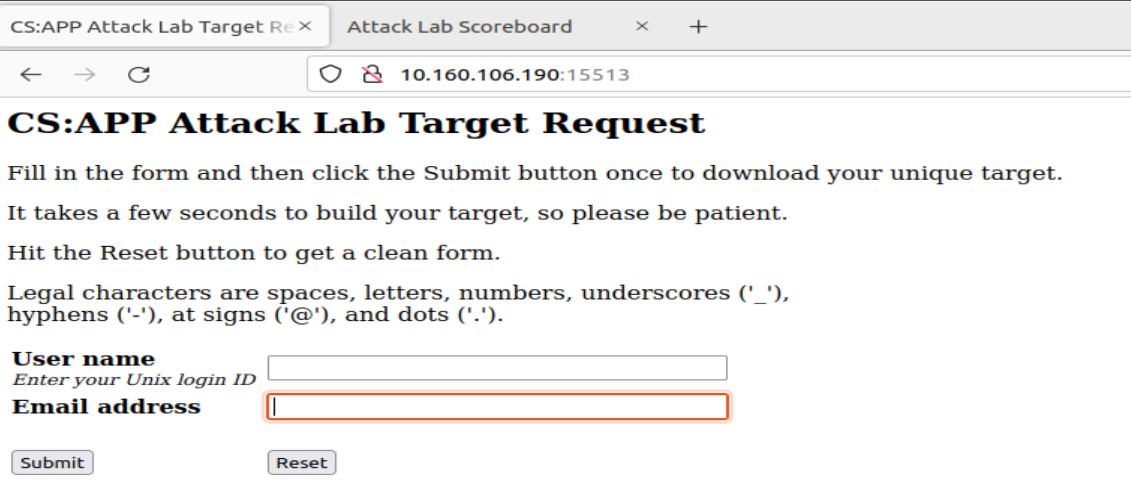 CS:APP Attack Lab Target Re × Attack Lab Scoreboard × +
10.160.106.190:15513
CS:APP Attack Lab Target Request
Fill in the form and then click the Submit button once to download your unique target.
It takes a few seconds to build your target, so please be patient.
Hit the Reset button to get a clean form.
Legal characters are spaces, letters, numbers, underscores ('_'),
hyphens ('-'), at signs ('@'), and dots ('.').
User name
Enter your Unix login ID
Email address
Submit Reset